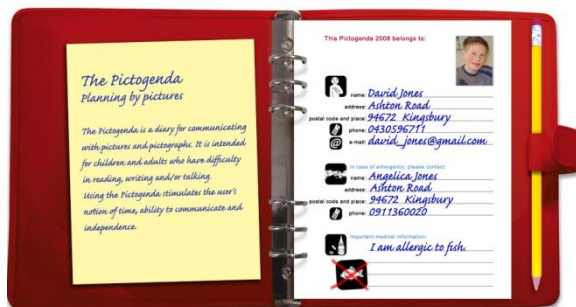 The Pictogenda
Planning by pictures
The Pictogenda is a diary for communicating
with pictures and pictographs. It is intended
for children and adults who have difficulty
in reading, writing and/or talking.
Using the Pictogenda stimulates the user's
notion of time, ability to communicate and
independence.
This Pictogenda 2008 belongs to:
name: David Jones
address: Ashton Road
postal code and place: 94672 Kingsbury
phone: 0430596711
@ e-mail: david_jones@gmail.com
In case of emergency, please contact:
name: Angelica Jones
address: Ashton Road
postal code and place: 94672 Kingsbury
phone: 0911360020
Important medical information:
I am allergic to fish.